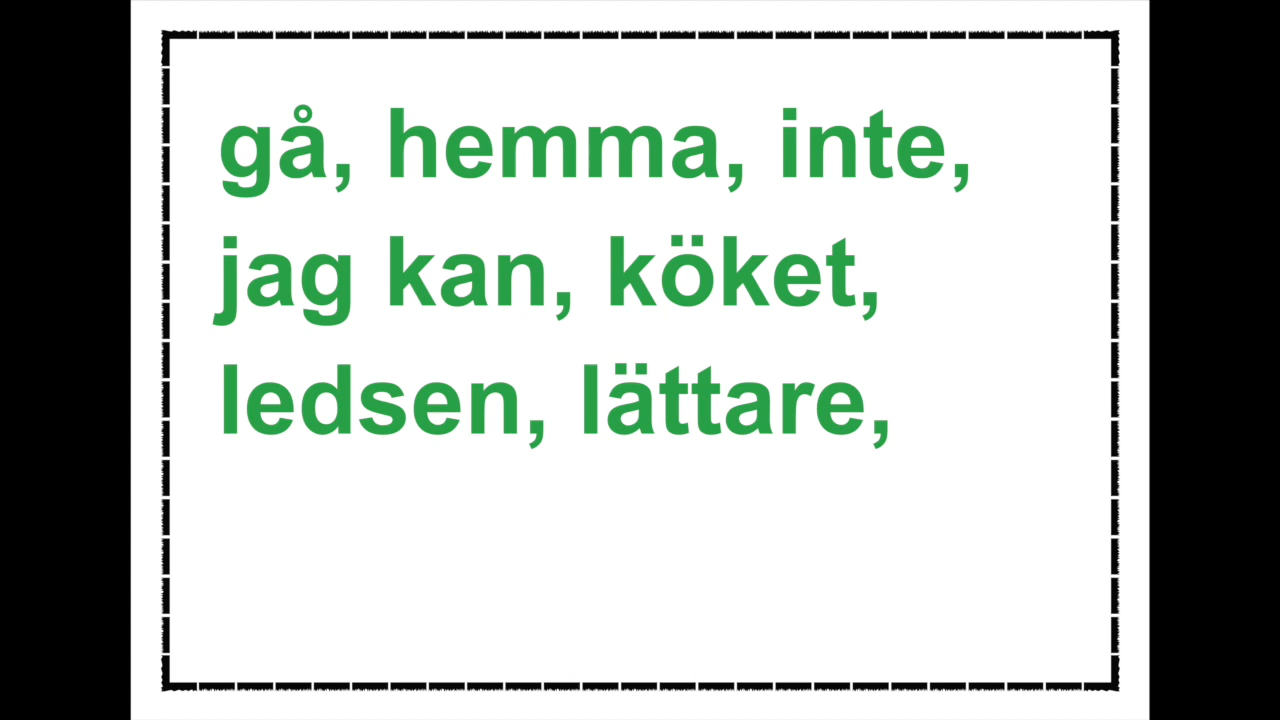 gå, hemma, inte,
jag kan, köket,
ledsen, lättare,